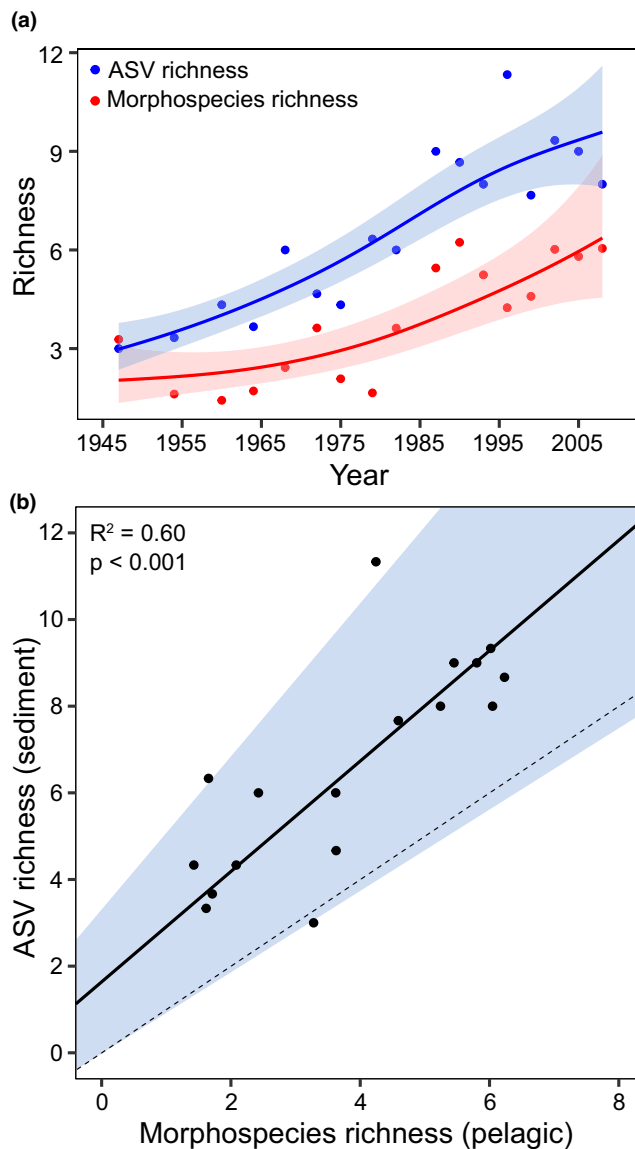 (a)
12
9
6
3
Richness
ASV richness
Morphospecies richness
1945 1955 1965 1975 1985 1995 2005
Year
(b)
R² = 0.60
p < 0.001
12
10
8
6
4
2
0
ASV richness (sediment)
0 2 4 6 8
Morphospecies richness (pelagic)